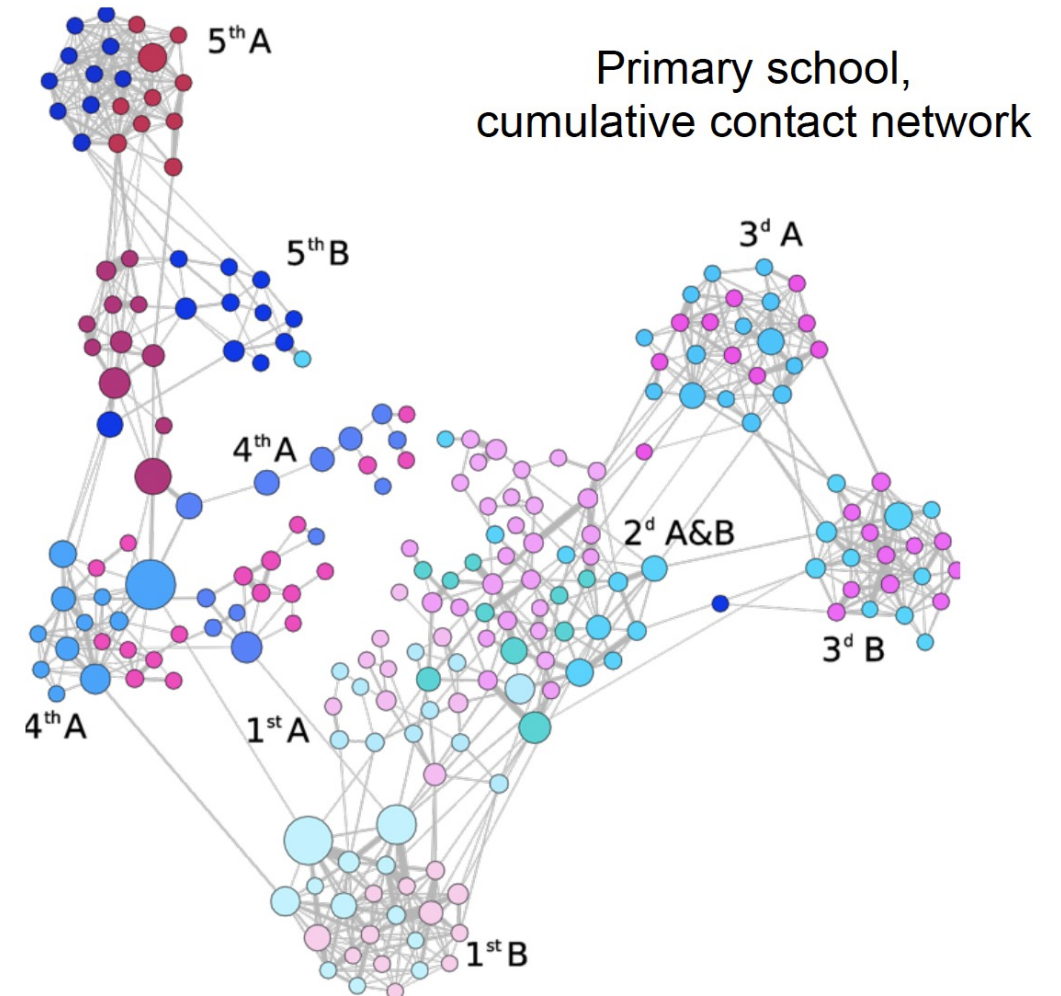 5th A
Primary school,
cumulative contact network
3d A
5th B
4th A
2d A&B
3d B
4th A
1st A
1st B